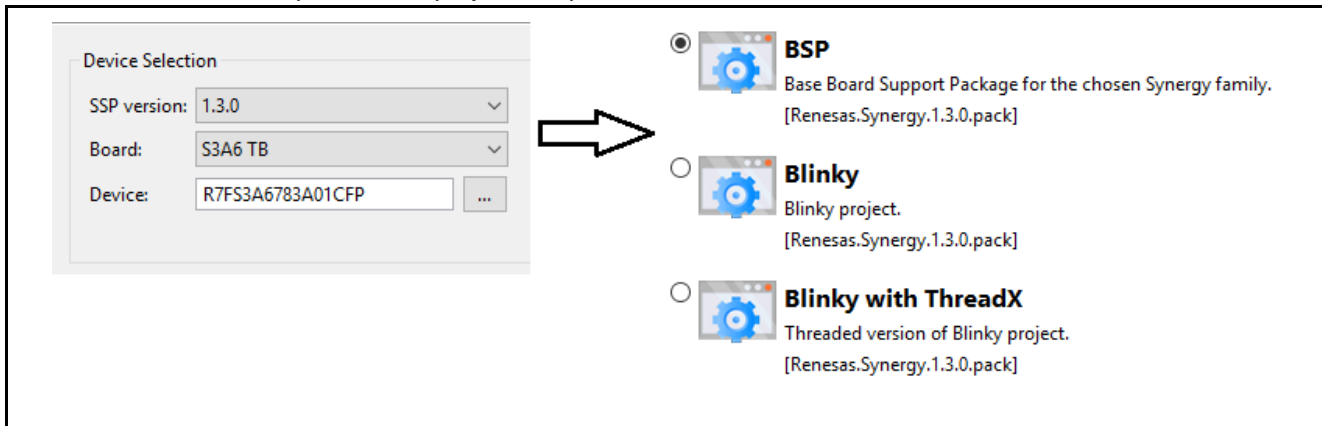 Device Selection
SSP version: 1.3.0
Board: S3A6 TB
Device: R7FS3A6783A01CFP ...
BSP
Base Board Support Package for the chosen Synergy family.
[Renesas.Synergy.1.3.0.pack]
Blinky
Blinky project.
[Renesas.Synergy.1.3.0.pack]
Blinky with ThreadX
Threaded version of Blinky project.
[Renesas.Synergy.1.3.0.pack]